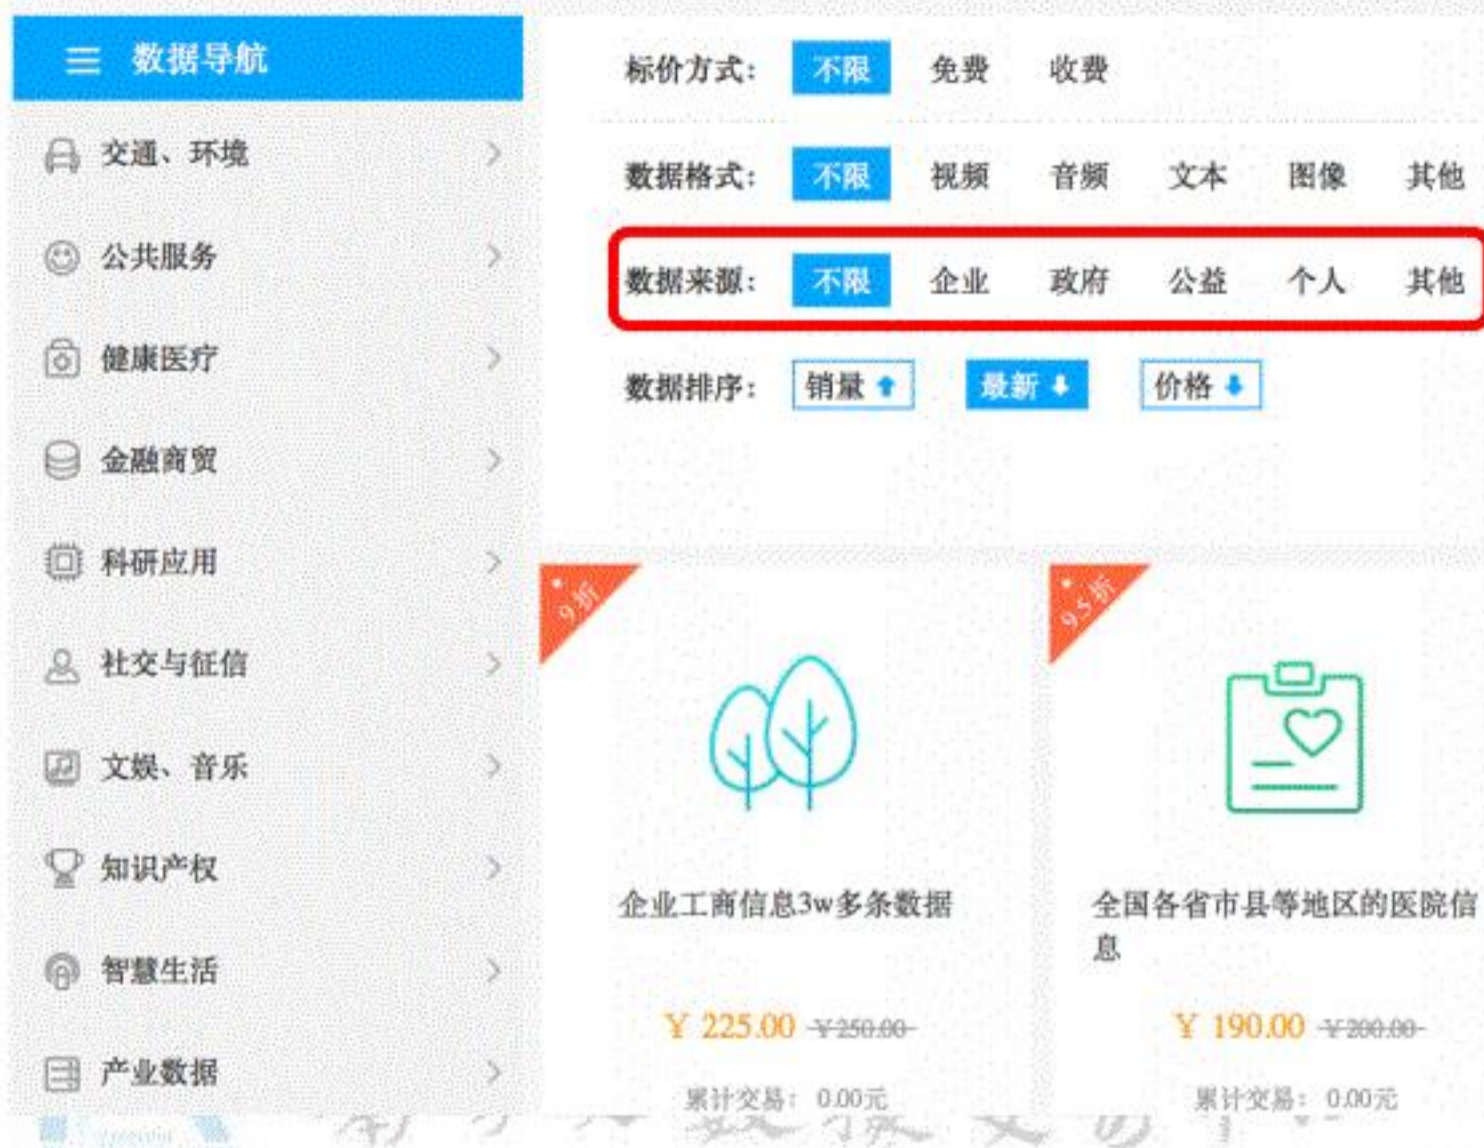 数据导航
交通、环境
公共服务
健康医疗
金融商贸
科研应用
社交与征信
文娱、音乐
知识产权
智慧生活
产业数据
标价方式： 不限 免费 收费
数据格式： 不限 视频 音频 文本 图像 其他
数据来源： 不限 企业 政府 公益 个人 其他
数据排序： 销量 最新 价格
9折
企业工商信息3w多条数据
¥ 225.00 ¥250.00
累计交易： 0.00元
9.5折
全国各省市县等地区的医院信
息
¥ 190.00 ¥200.00
累计交易： 0.00元